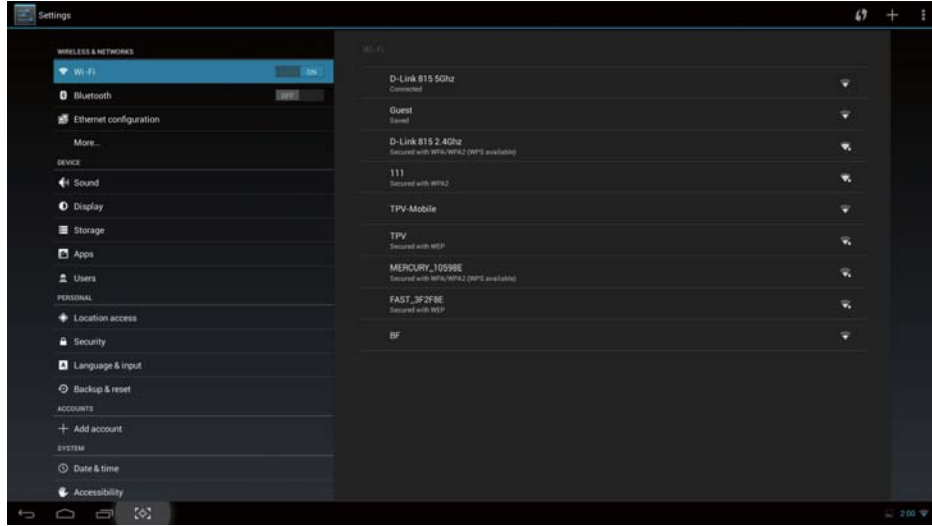 Settings
WIRELESS & NETWORKS
Wi-Fi
ON
Bluetooth
OFF
Ethernet configuration
More...
DEVICE
Sound
Display
Storage
Apps
Users
PERSONAL
Location access
Security
Language & input
Backup & reset
ACCOUNTS
Add account
SYSTEM
Date & time
Accessibility
Wi-Fi
D-Link 815 5Ghz
Connected
Guest
Saved
D-Link 815 2.4Ghz
Secured with WPA/WPA2 (WPS available)
111
Secured with WPA2
TPV-Mobile
TPV
Secured with WEP
MERCURY_10598E
Secured with WPA/WPA2 (WPS available)
FAST_3F2F8E
Secured with WEP
BF
2:00